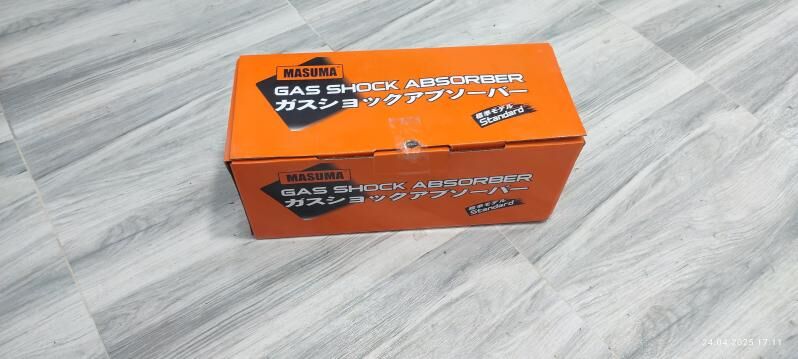 MASUMA
GAS SHOCK ABSORBER
ガスショックアブソーバー
標準モデル
Standard
MASUMA
GAS SHOCK ABSORBER
ガスショックアブソーバー
標準モデル
Standard
24.04.2025 17:11